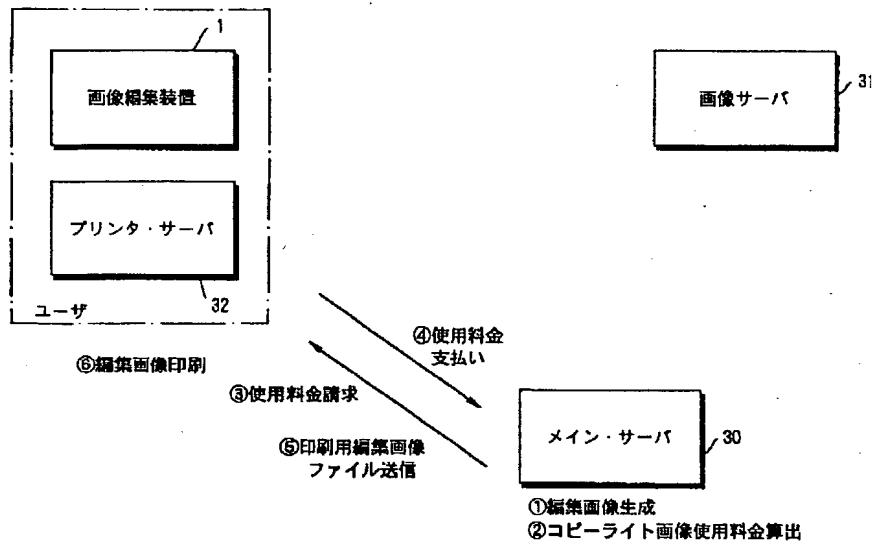 1
画像編集装置
プリンタ・サーバ
32
ユーザ
画像サーバ
31
⑥編集画像印刷
④使用料金
支払い
③使用料金請求
⑤印刷用編集画像
ファイル送信
メイン・サーバ
30
①編集画像生成
②コピーライト画像使用料金算出